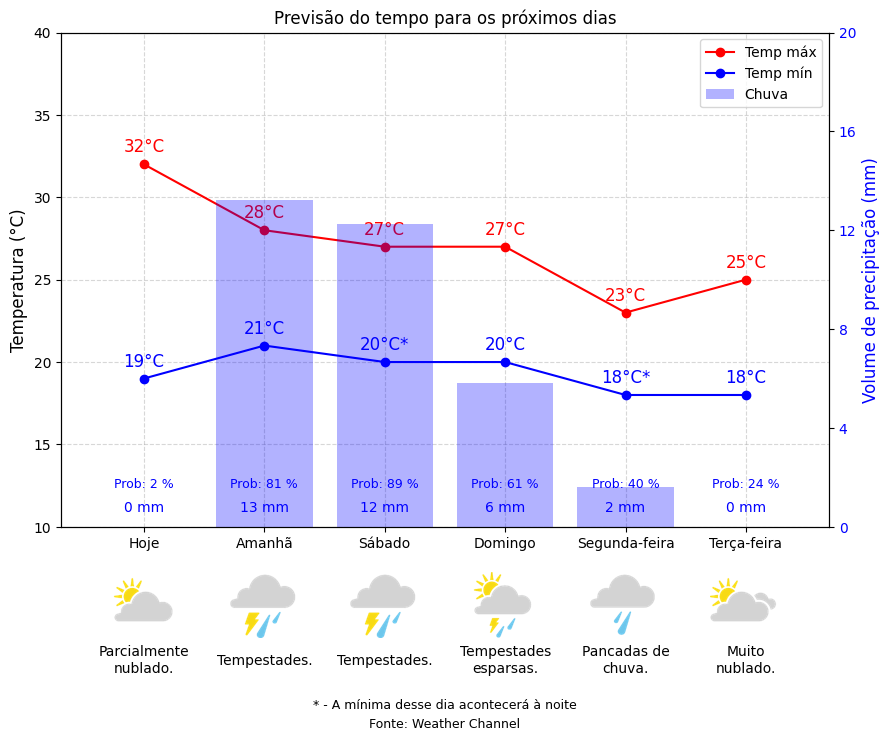 Previsão do tempo para os próximos dias
Temperatura (°C)
40
35
30
25
20
15
10
Volume de precipitação (mm)
20
16
12
8
4
0
Temp máx
Temp mín
Chuva
32°C
28°C
27°C
27°C
23°C
25°C
19°C
21°C
20°C*
20°C
18°C*
18°C
Prob: 2 %
Prob: 81 %
Prob: 89 %
Prob: 61 %
Prob: 40 %
Prob: 24 %
0 mm
13 mm
12 mm
6 mm
2 mm
0 mm
Hoje
Amanhã
Sábado
Domingo
Segunda-feira
Terça-feira
Parcialmente
nublado.
Tempestades.
Tempestades.
Tempestades
esparsas.
Pancadas de
chuva.
Muito
nublado.
* - A mínima desse dia acontecerá à noite
Fonte: Weather Channel